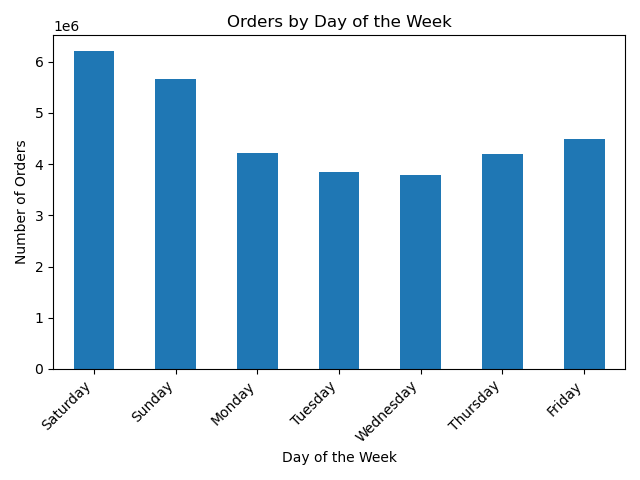 Orders by Day of the Week
1e6
6
5
4
3
2
1
0
Number of Orders
Saturday
Sunday
Monday
Tuesday
Wednesday
Thursday
Friday
Day of the Week